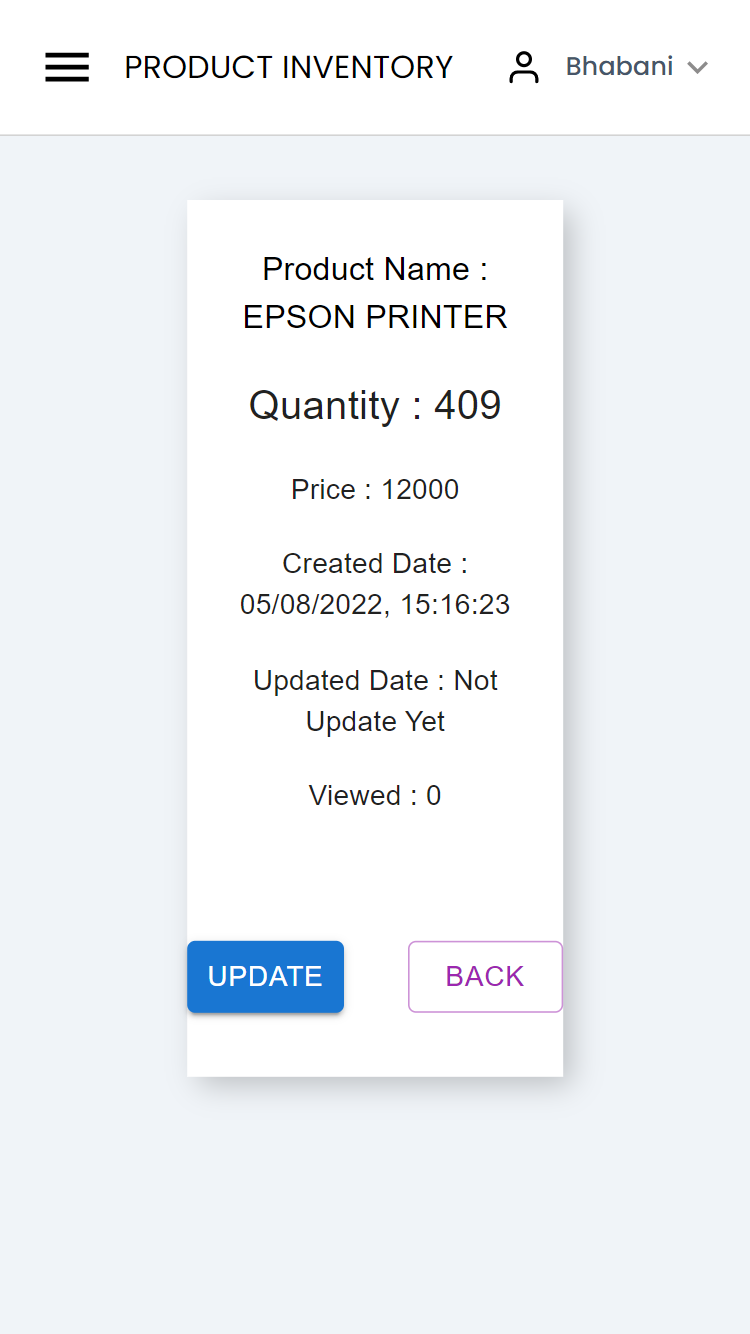 PRODUCT INVENTORY
Bhabani
Product Name :
EPSON PRINTER
Quantity : 409
Price : 12000
Created Date :
05/08/2022, 15:16:23
Updated Date : Not
Update Yet
Viewed : 0
UPDATE
BACK